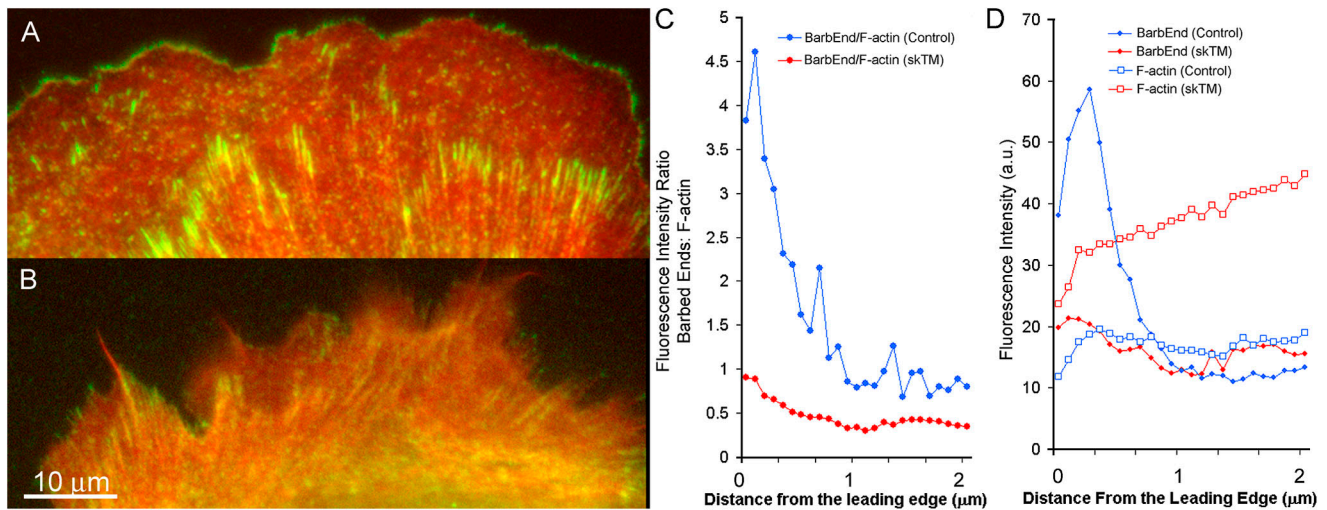 A
B
10 μm
C
BarbEnd/F-actin (Control)
BarbEnd/F-actin (skTM)
Fluorescence Intensity Ratio
Barbed Ends: F-actin
5
4.5
4
3.5
3
2.5
2
1.5
1
0.5
0
0
1
2
Distance from the leading edge (μm)
D
BarbEnd (Control)
BarbEnd (skTM)
F-actin (Control)
F-actin (skTM)
Fluorescence Intensity (a.u.)
70
60
50
40
30
20
10
0
0
1
2
Distance From the Leading Edge (μm)